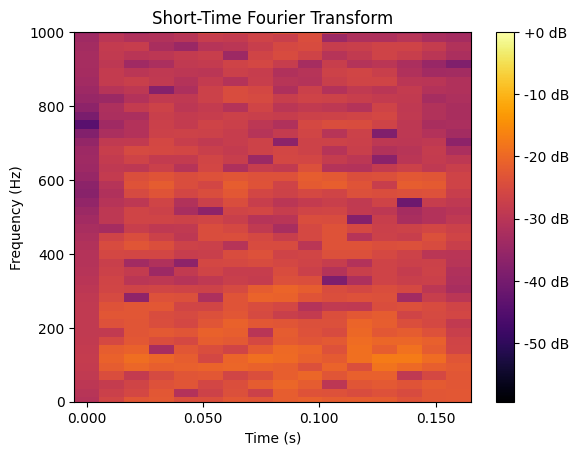 Short-Time Fourier Transform
1000
800
600
400
200
0
Frequency (Hz)
0.000
0.050
0.100
0.150
Time (s)
+0 dB
-10 dB
-20 dB
-30 dB
-40 dB
-50 dB